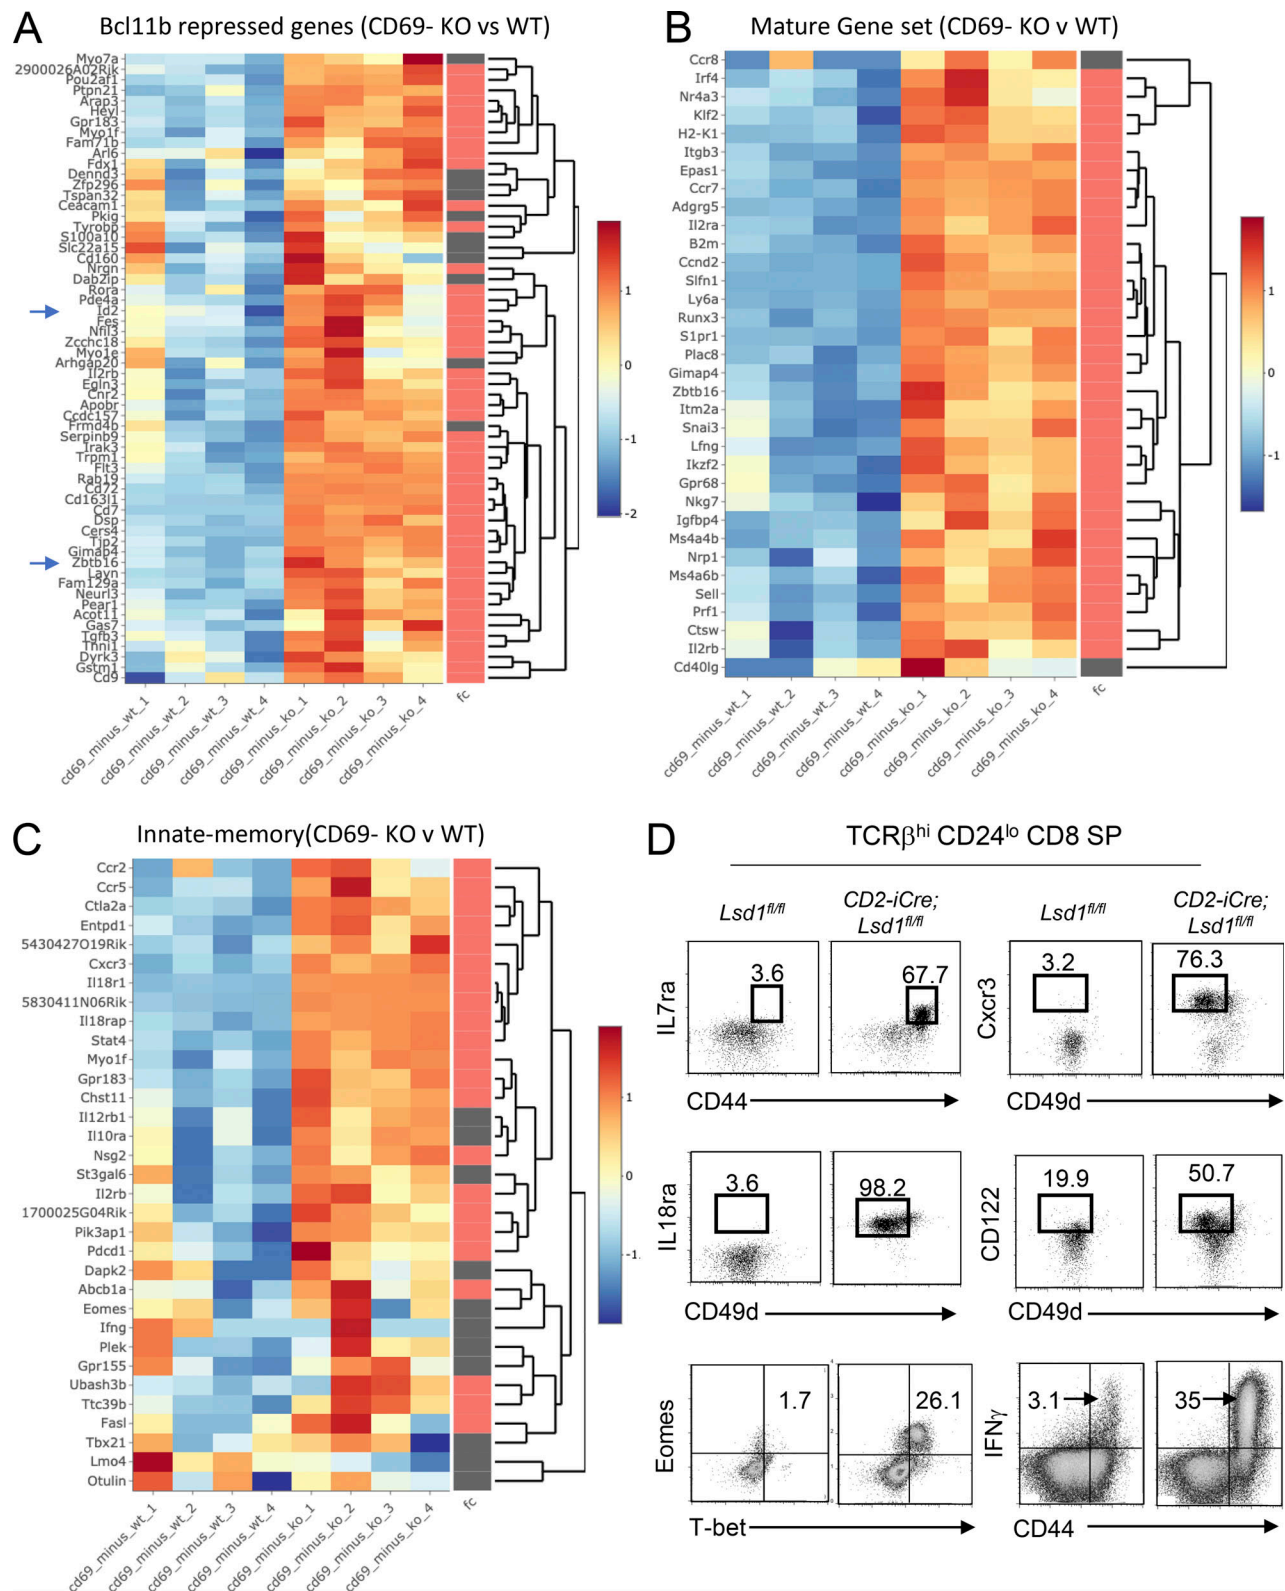 A
Bcl11b repressed genes (CD69- KO vs WT)
Myo7a
2900026A02Rik
Pou2af1
Ptpn21
Arap3
Heyl
Gpr183
Myo1f
Fam71b
Arl6
Fdx1
Dennd3
Zfp296
Tspan32
Ceacam1
Pkig
Tyrobp
S100a10
Slc22a15
Cd160
Nrgn
Dab2ip
Rora
Pde4a
Id2
Fes
Nfil3
Zcchc18
Myo1e
Arhgap20
Il2rb
Egln3
Cnr2
Apobr
Ccdc157
Frmd4b
Serpinb9
Irak3
Trpm1
Flt3
Rab19
Cd72
Cd163l1
Cd7
Dsp
Cers4
Tjp2
Gimap4
Zbtb16
Layn
Fam129a
Neurl3
Pear1
Acot11
Gas7
Tgfb3
Thnl1
Dyrk3
Gstm1
Cd9
1
0
-1
-2
cd69_minus_wt_1
cd69_minus_wt_2
cd69_minus_wt_3
cd69_minus_wt_4
cd69_minus_ko_1
cd69_minus_ko_2
cd69_minus_ko_3
cd69_minus_ko_4
fc
B
Mature Gene set (CD69- KO v WT)
Ccr8
Irf4
Nr4a3
Klf2
H2-K1
Itgb3
Epas1
Ccr7
Adgrg5
Il2ra
B2m
Ccnd2
Slfn1
Ly6a
Runx3
S1pr1
Plac8
Gimap4
Zbtb16
Itm2a
Snai3
Lfng
Ikzf2
Gpr68
Nkg7
Igfbp4
Ms4a4b
Nrp1
Ms4a6b
Sell
Prf1
Ctsw
Il2rb
Cd40lg
1
0
-1
cd69_minus_wt_1
cd69_minus_wt_2
cd69_minus_wt_3
cd69_minus_wt_4
cd69_minus_ko_1
cd69_minus_ko_2
cd69_minus_ko_3
cd69_minus_ko_4
fc
C
Innate-memory(CD69- KO v WT)
Ccr2
Ccr5
Ctla2a
Entpd1
5430427O19Rik
Cxcr3
Il18r1
5830411N06Rik
Il18rap
Stat4
Myo1f
Gpr183
Chst11
Il12rb1
Il10ra
Nsg2
St3gal6
Il2rb
1700025G04Rik
Pik3ap1
Pdcd1
Dapk2
Abcb1a
Eomes
Ifng
Plek
Gpr155
Ubash3b
Ttc39b
Fasl
Tbx21
Lmo4
Otulin
1
0
-1
cd69_minus_wt_1
cd69_minus_wt_2
cd69_minus_wt_3
cd69_minus_wt_4
cd69_minus_ko_1
cd69_minus_ko_2
cd69_minus_ko_3
cd69_minus_ko_4
fc
D
TCRβhi CD24lo CD8 SP
Lsd1fl/fl
CD2-iCre;
Lsd1fl/fl
Lsd1fl/fl
CD2-iCre;
Lsd1fl/fl
IL7ra
3.6
67.7
CD44
Cxcr3
3.2
76.3
CD49d
IL18ra
3.6
98.2
CD49d
CD122
19.9
50.7
CD49d
Eomes
1.7
26.1
T-bet
IFNγ
3.1
35
CD44